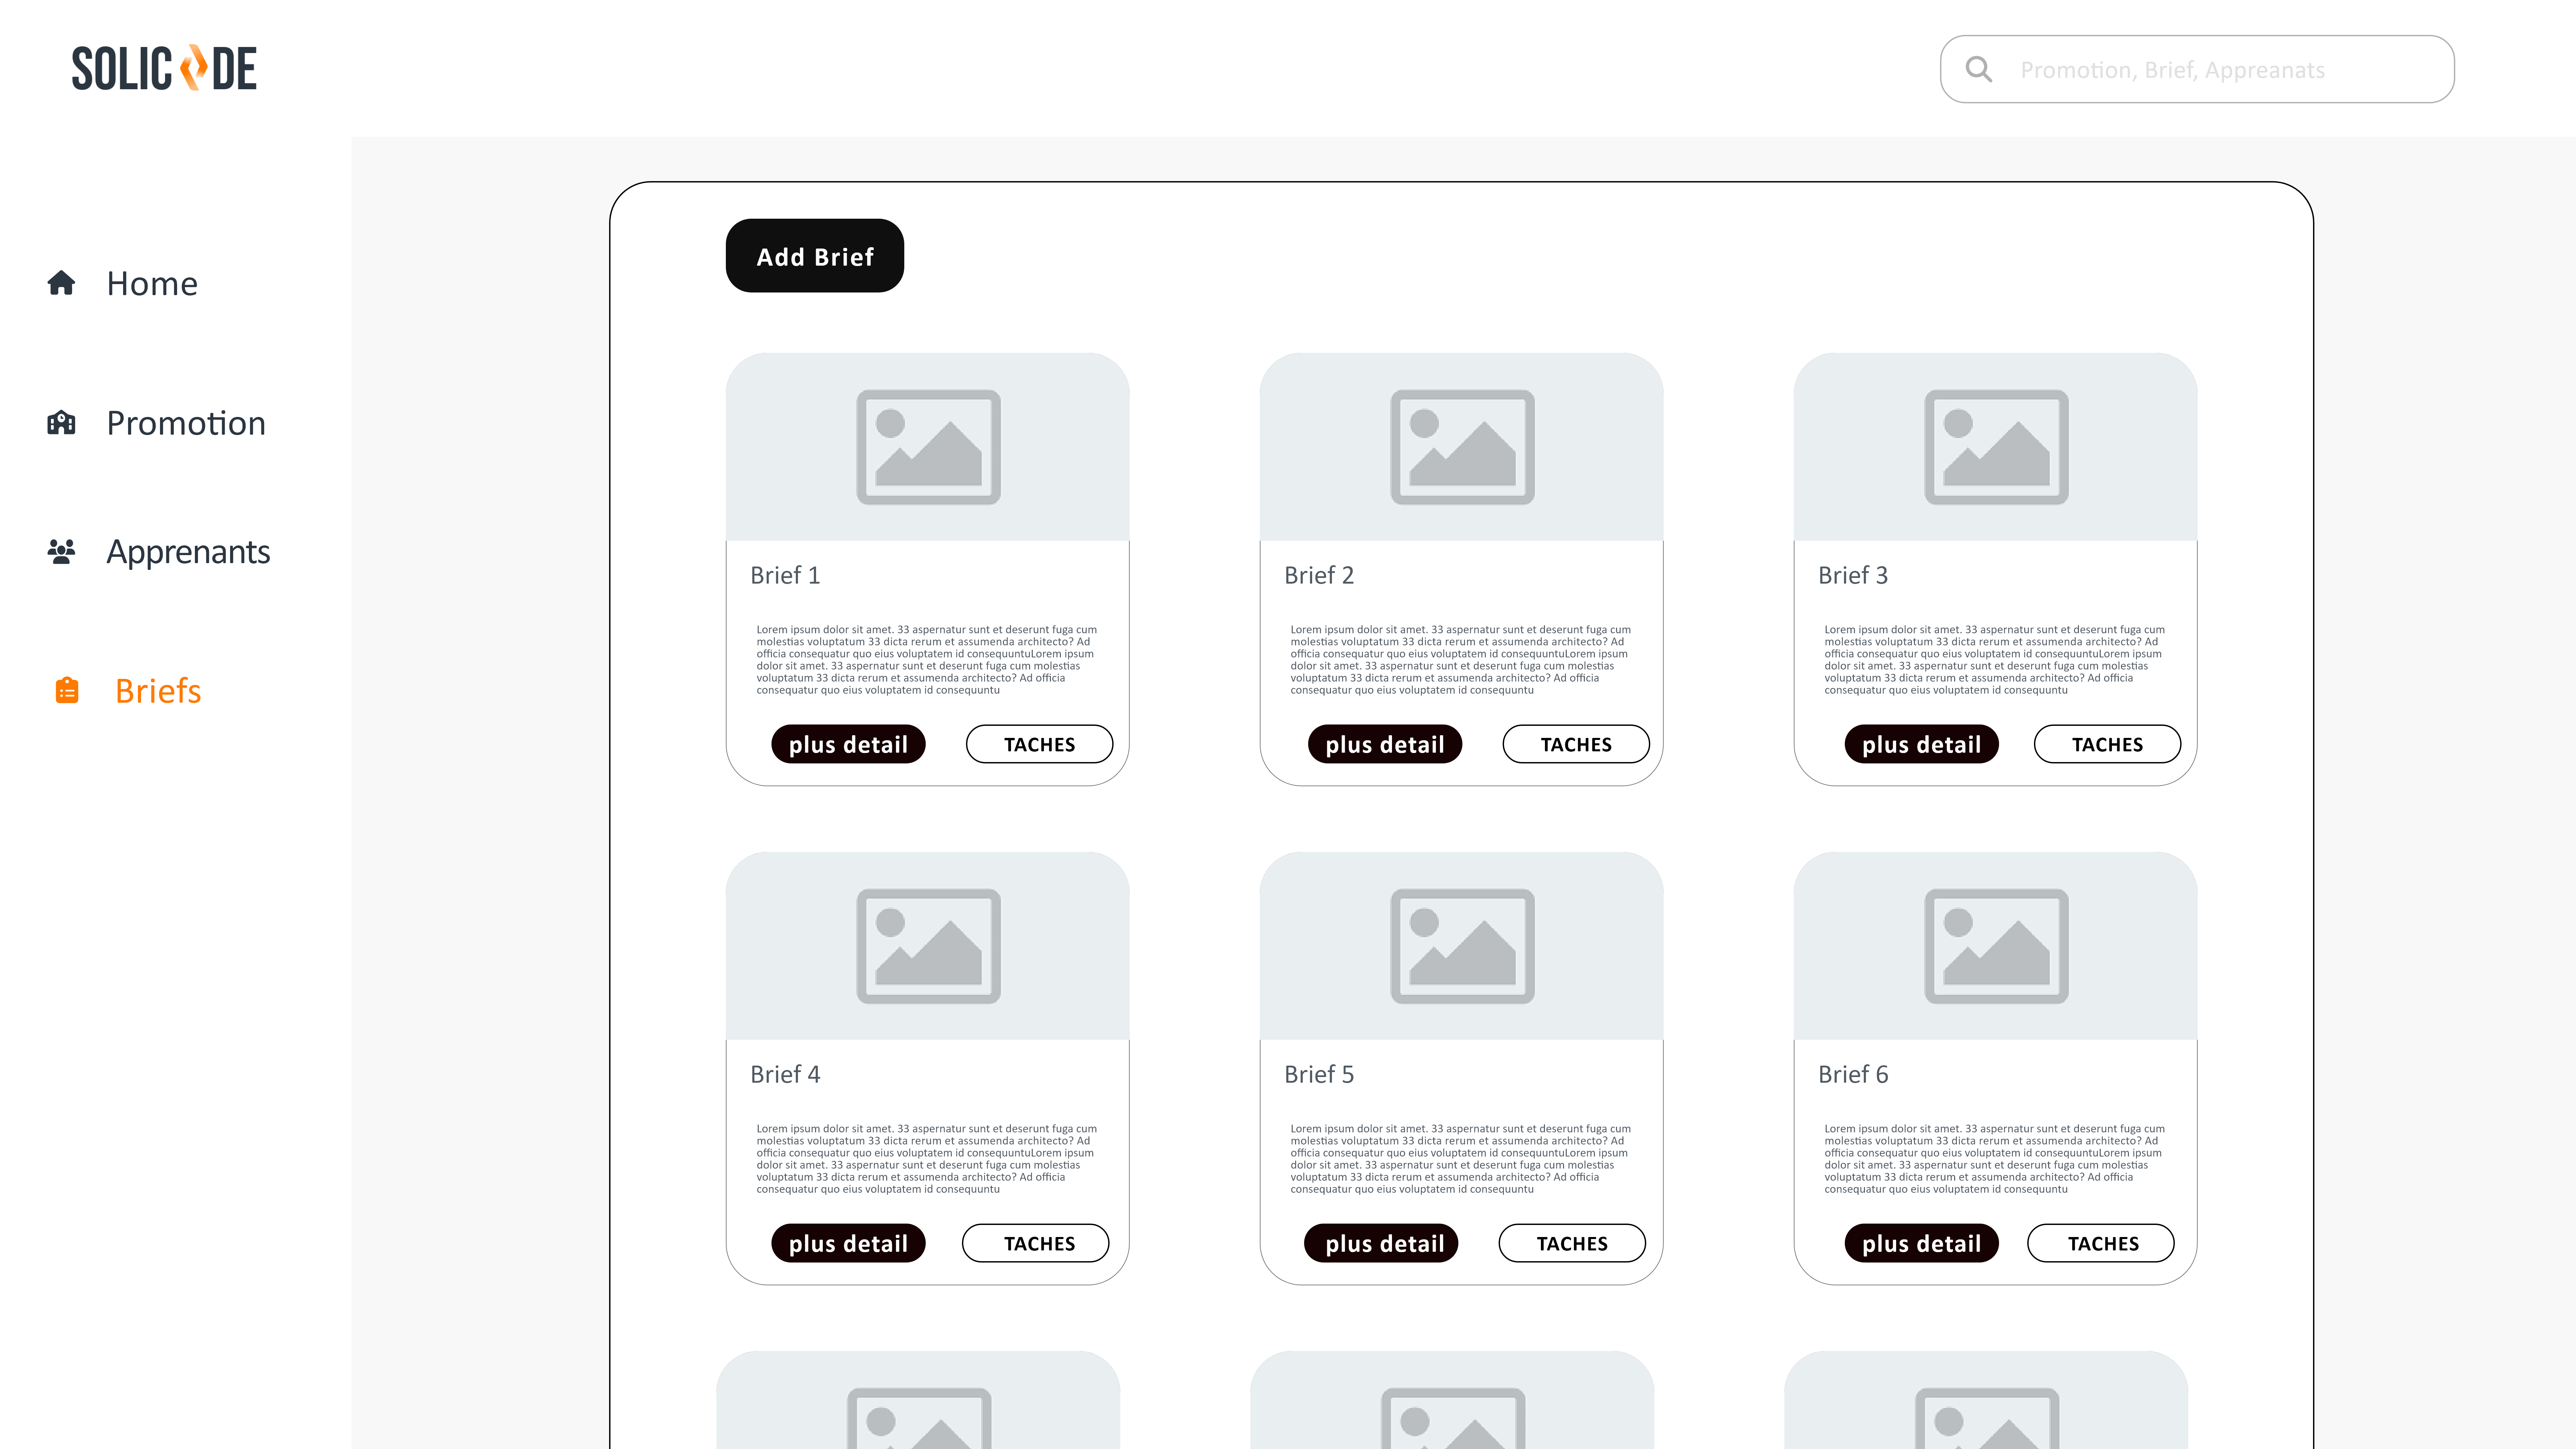 SOLICODE
Promotion, Brief, Appreanats
Home
Promotion
Apprenants
Briefs
Add Brief
Brief 1
Lorem ipsum dolor sit amet. 33 aspernatur sunt et deserunt fuga cum
molestias voluptatum 33 dicta rerum et assumenda architecto? Ad
officia consequatur quo eius voluptatem id consequuntuLorem ipsum
dolor sit amet. 33 aspernatur sunt et deserunt fuga cum molestias
voluptatum 33 dicta rerum et assumenda architecto? Ad officia
consequatur quo eius voluptatem id consequuntu
plus detail
TACHES
Brief 2
Lorem ipsum dolor sit amet. 33 aspernatur sunt et deserunt fuga cum
molestias voluptatum 33 dicta rerum et assumenda architecto? Ad
officia consequatur quo eius voluptatem id consequuntuLorem ipsum
dolor sit amet. 33 aspernatur sunt et deserunt fuga cum molestias
voluptatum 33 dicta rerum et assumenda architecto? Ad officia
consequatur quo eius voluptatem id consequuntu
plus detail
TACHES
Brief 3
Lorem ipsum dolor sit amet. 33 aspernatur sunt et deserunt fuga cum
molestias voluptatum 33 dicta rerum et assumenda architecto? Ad
officia consequatur quo eius voluptatem id consequuntuLorem ipsum
dolor sit amet. 33 aspernatur sunt et deserunt fuga cum molestias
voluptatum 33 dicta rerum et assumenda architecto? Ad officia
consequatur quo eius voluptatem id consequuntu
plus detail
TACHES
Brief 4
Lorem ipsum dolor sit amet. 33 aspernatur sunt et deserunt fuga cum
molestias voluptatum 33 dicta rerum et assumenda architecto? Ad
officia consequatur quo eius voluptatem id consequuntuLorem ipsum
dolor sit amet. 33 aspernatur sunt et deserunt fuga cum molestias
voluptatum 33 dicta rerum et assumenda architecto? Ad officia
consequatur quo eius voluptatem id consequuntu
plus detail
TACHES
Brief 5
Lorem ipsum dolor sit amet. 33 aspernatur sunt et deserunt fuga cum
molestias voluptatum 33 dicta rerum et assumenda architecto? Ad
officia consequatur quo eius voluptatem id consequuntuLorem ipsum
dolor sit amet. 33 aspernatur sunt et deserunt fuga cum molestias
voluptatum 33 dicta rerum et assumenda architecto? Ad officia
consequatur quo eius voluptatem id consequuntu
plus detail
TACHES
Brief 6
Lorem ipsum dolor sit amet. 33 aspernatur sunt et deserunt fuga cum
molestias voluptatum 33 dicta rerum et assumenda architecto? Ad
officia consequatur quo eius voluptatem id consequuntuLorem ipsum
dolor sit amet. 33 aspernatur sunt et deserunt fuga cum molestias
voluptatum 33 dicta rerum et assumenda architecto? Ad officia
consequatur quo eius voluptatem id consequuntu
plus detail
TACHES